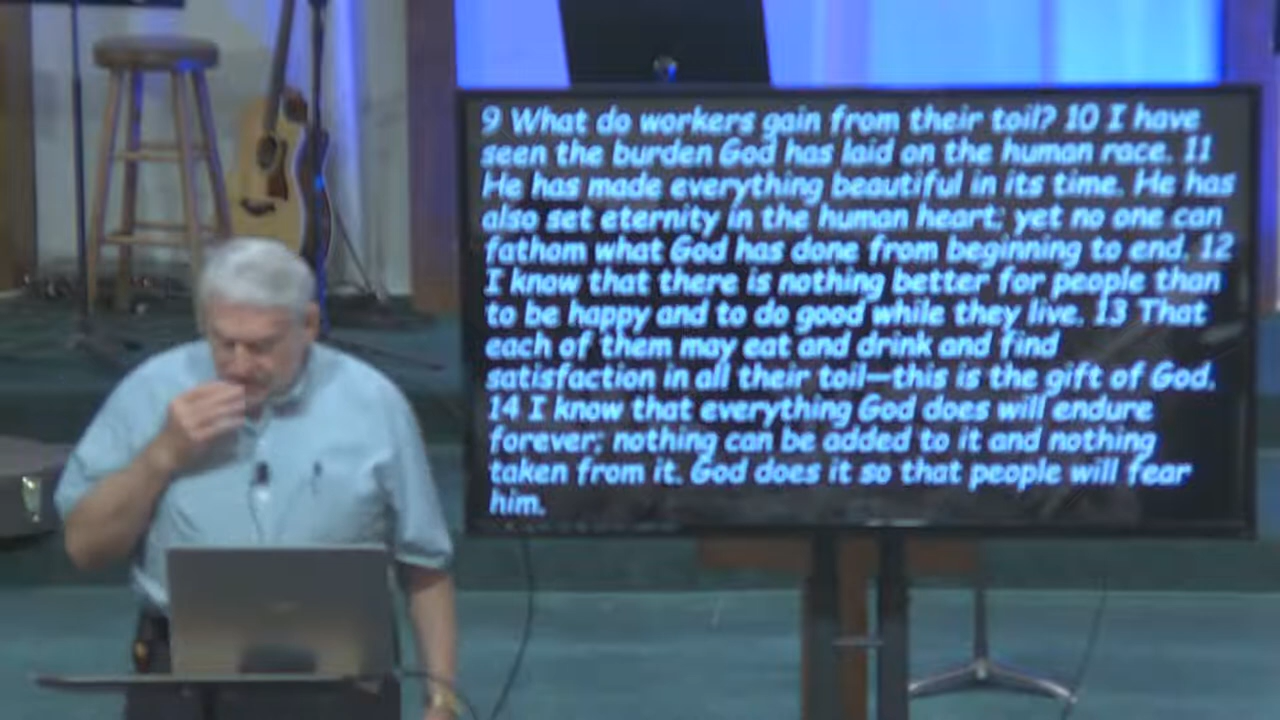 9 What do workers gain from their toil? 10 I have
seen the burden God has laid on the human race. 11
He has made everything beautiful in its time. He has
also set eternity in the human heart; yet no one can
fathom what God has done from beginning to end. 12
I know that there is nothing better for people than
to be happy and to do good while they live. 13 That
each of them may eat and drink and find
satisfaction in all their toil—this is the gift of God.
14 I know that everything God does will endure
forever; nothing can be added to it and nothing
taken from it. God does it so that people will fear
him.